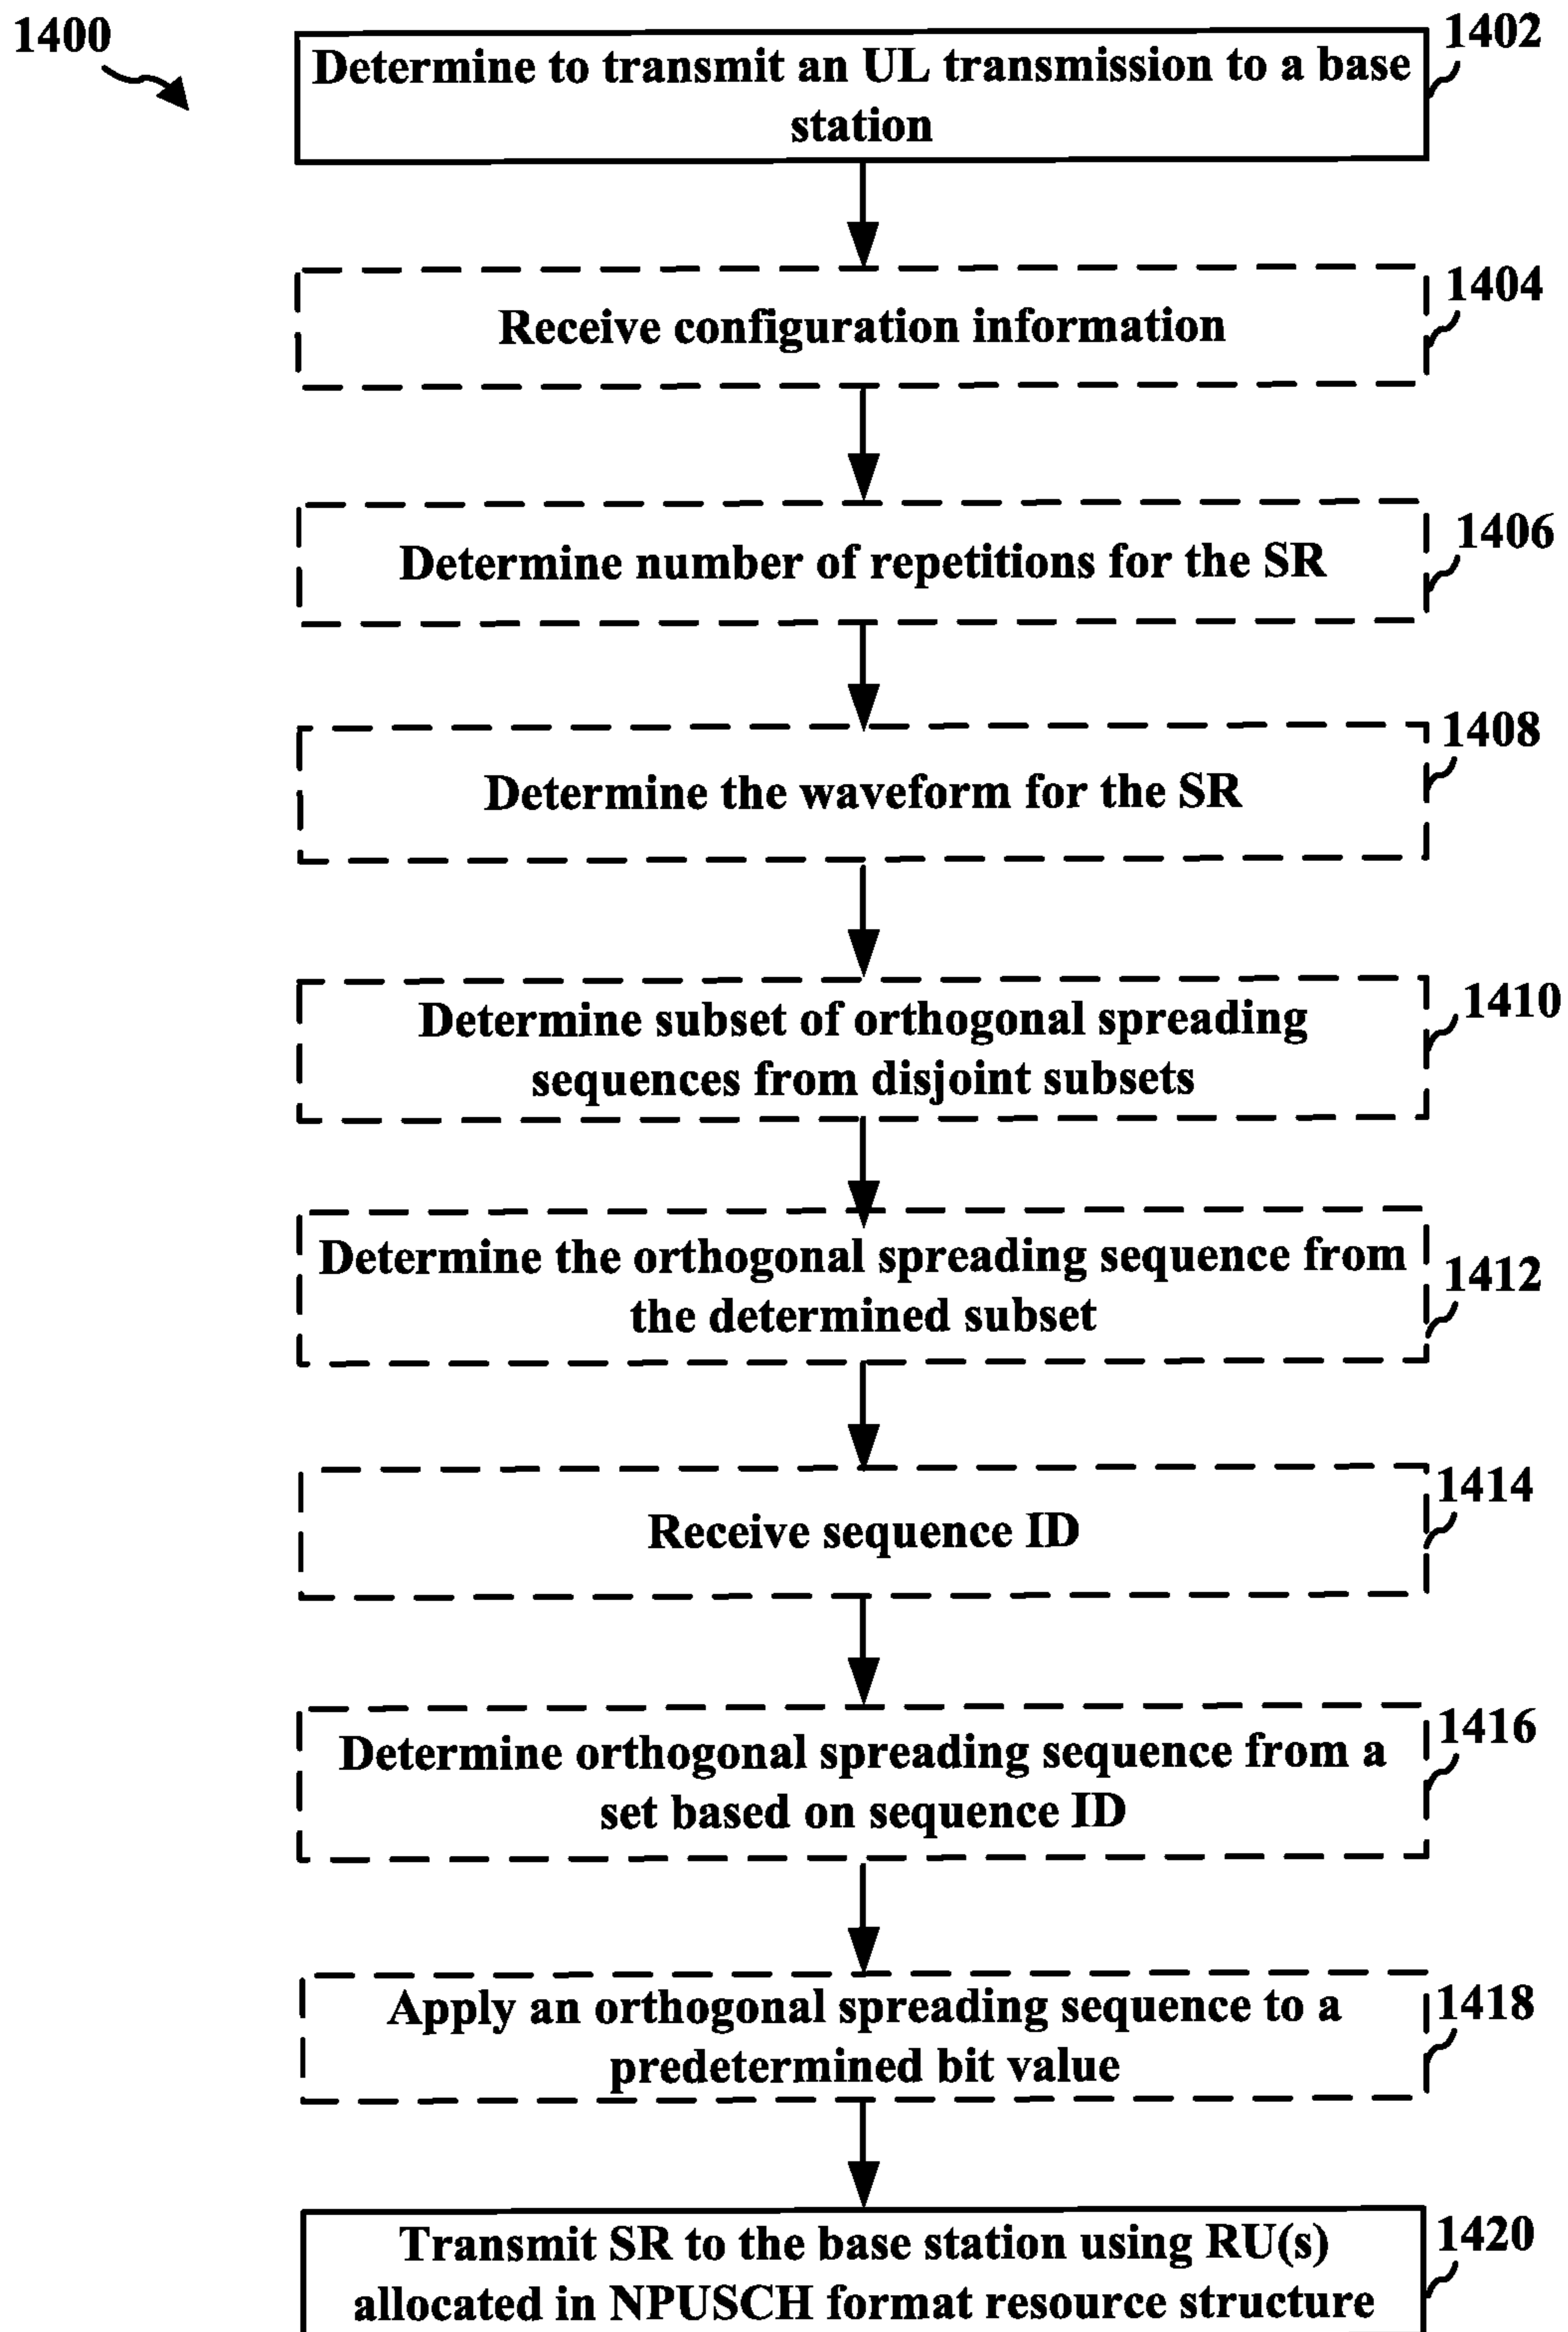 1400
1402
Determine to transmit an UL transmission to a base
station
1404
Receive configuration information
1406
Determine number of repetitions for the SR
1408
Determine the waveform for the SR
1410
Determine subset of orthogonal spreading
sequences from disjoint subsets
1412
Determine the orthogonal spreading sequence from
the determined subset
1414
Receive sequence ID
1416
Determine orthogonal spreading sequence from a
set based on sequence ID
1418
Apply an orthogonal spreading sequence to a
predetermined bit value
1420
Transmit SR to the base station using RU(s)
allocated in NPUSCH format resource structure